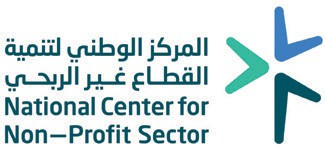 المركز الوطني لتنمية
القطاع غير الربحي
National Center for
Non—Profit Sector